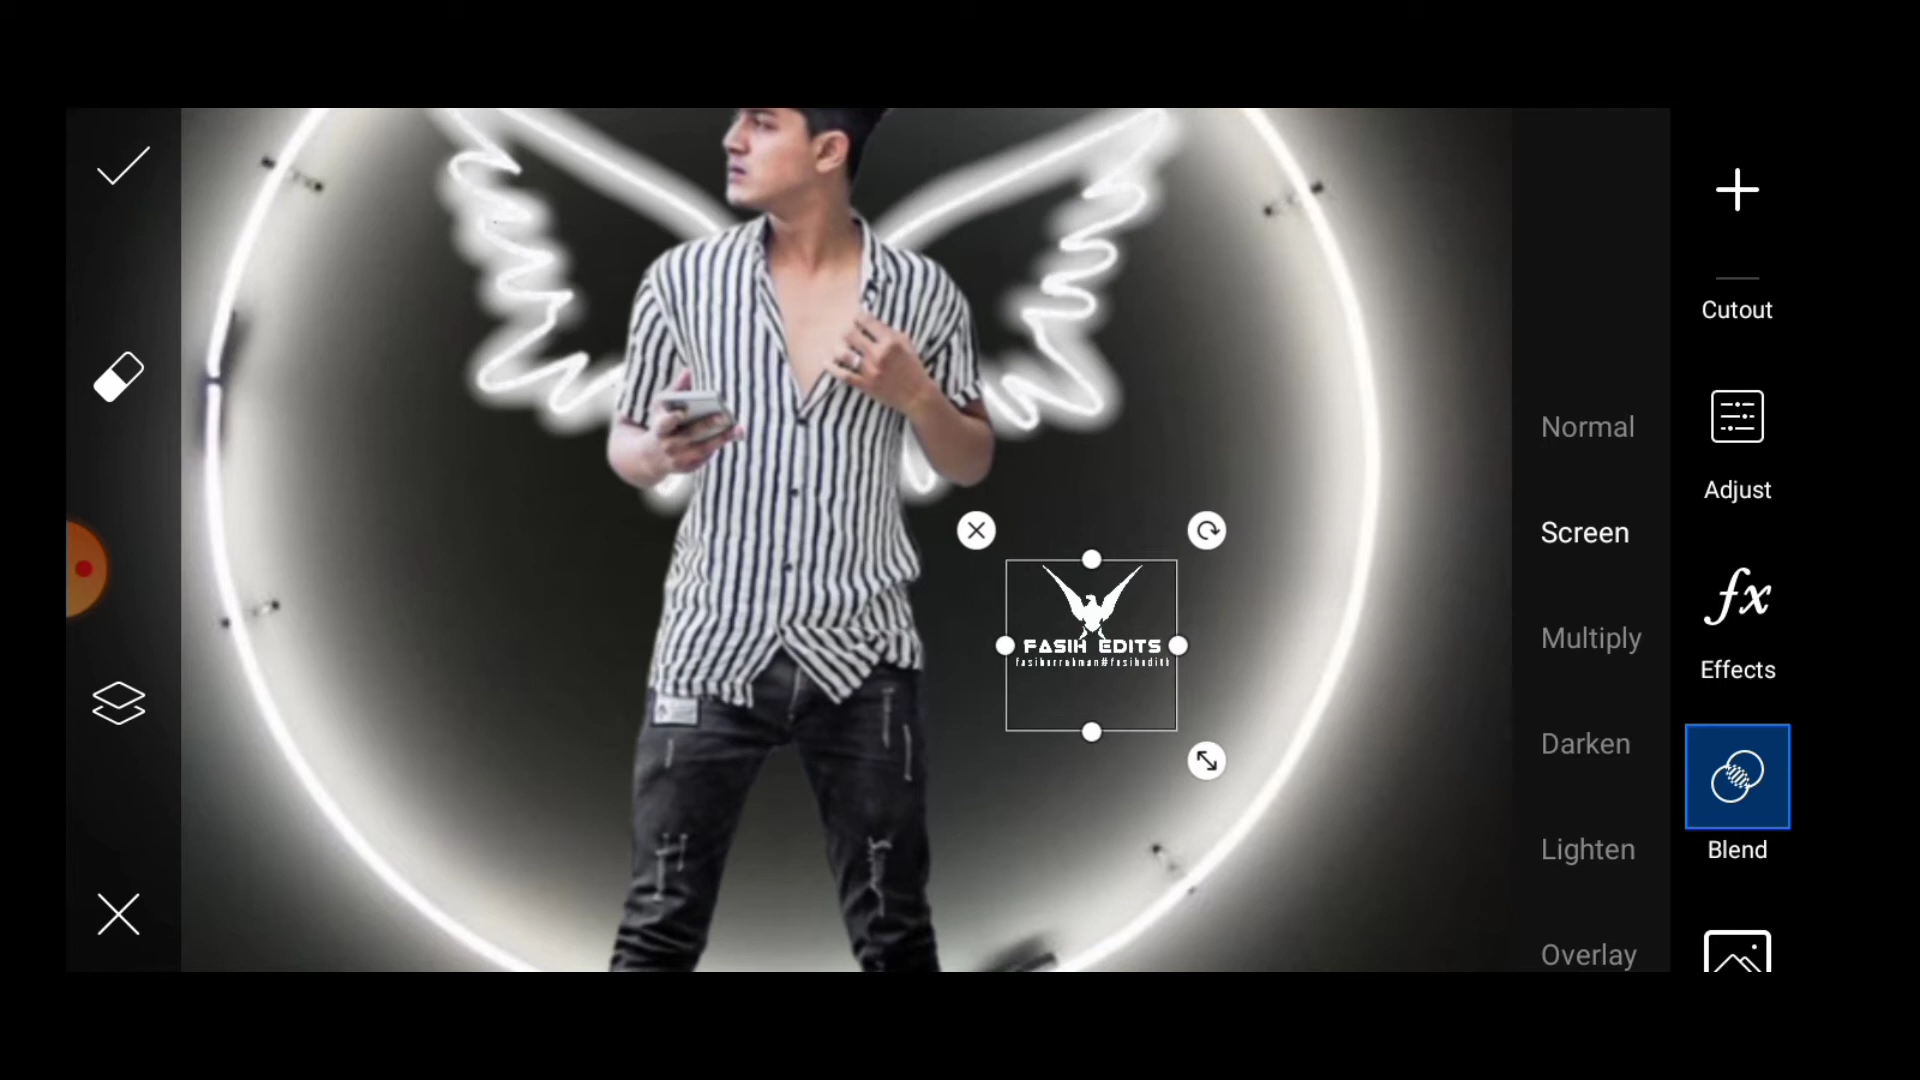 Cutout
Normal
Adjust
Screen
FASIH EDITS
Multiply
Effects
Darken
Lighten
Blend
Overlay